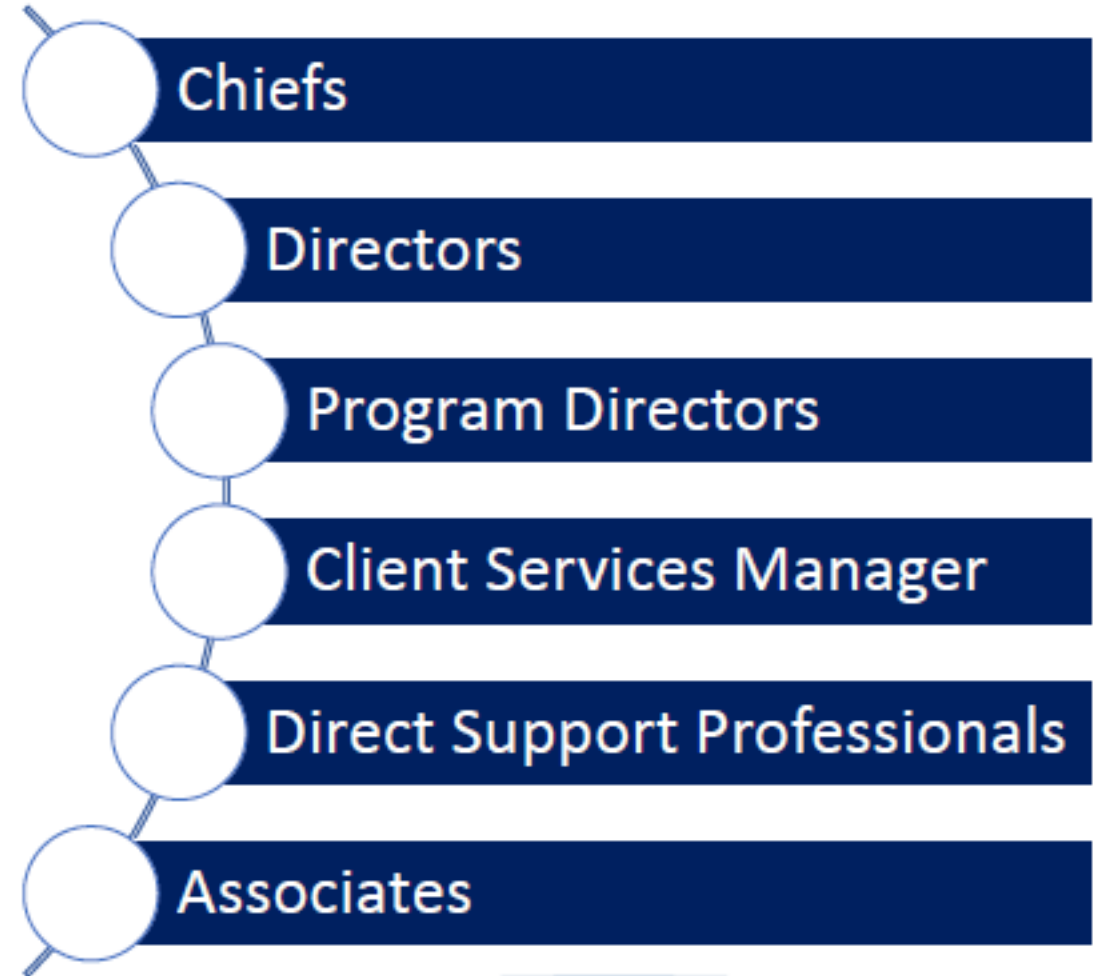 Chiefs
Directors
Program Directors
Client Services Manager
Direct Support Professionals
Associates